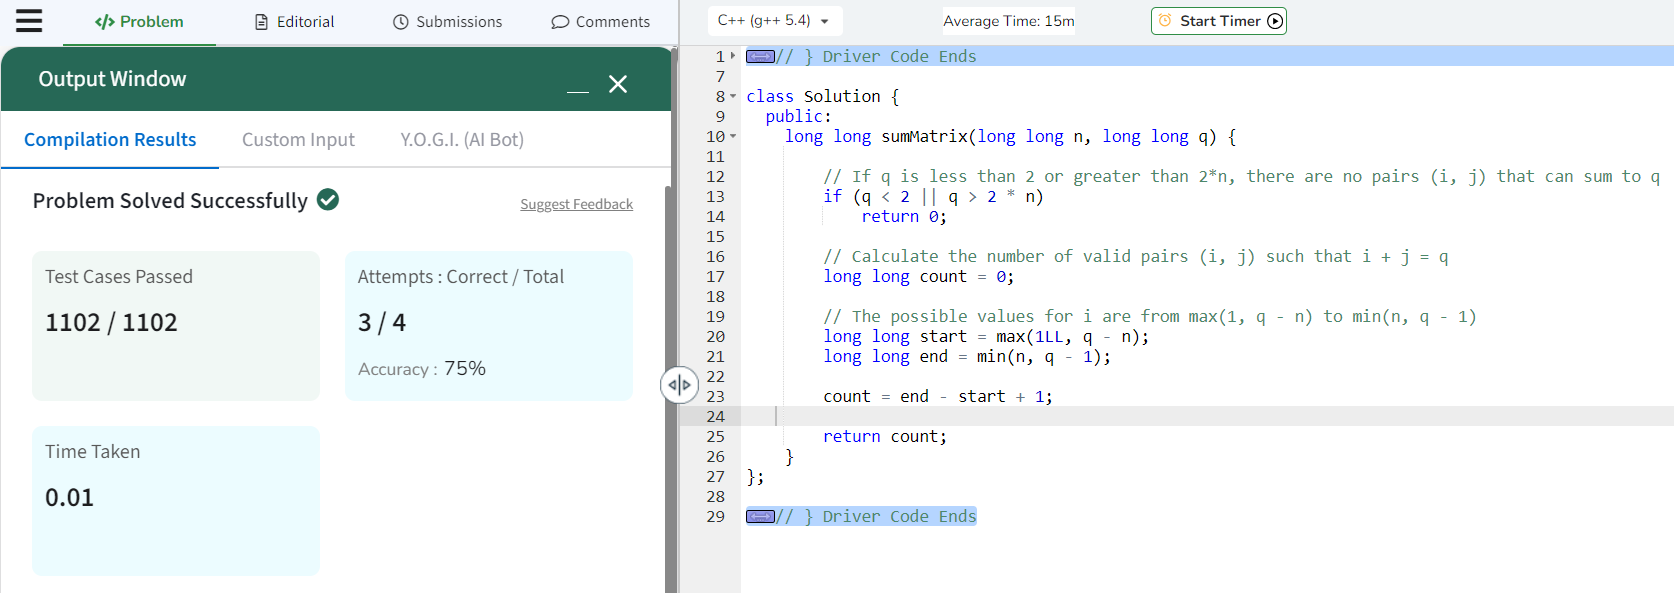 </> Problem
Editorial
Submissions
Comments
Output Window
Compilation Results
Custom Input
Y.O.G.I. (AI Bot)
Problem Solved Successfully
Suggest Feedback
Test Cases Passed
1102 / 1102
Attempts : Correct / Total
3 / 4
Accuracy : 75%
Time Taken
0.01
C++ (g++ 5.4)
Average Time: 15m
Start Timer
1 // } Driver Code Ends
7
8 class Solution {
9 public:
10 long long sumMatrix(long long n, long long q) {
11
12 // If q is less than 2 or greater than 2*n, there are no pairs (i, j) that can sum to q
13 if (q < 2 || q > 2 * n)
14 return 0;
15
16 // Calculate the number of valid pairs (i, j) such that i + j = q
17 long long count = 0;
18
19 // The possible values for i are from max(1, q - n) to min(n, q - 1)
20 long long start = max(1LL, q - n);
21 long long end = min(n, q - 1);
22
23 count = end - start + 1;
24
25 return count;
26 }
27 };
28
29 // } Driver Code Ends